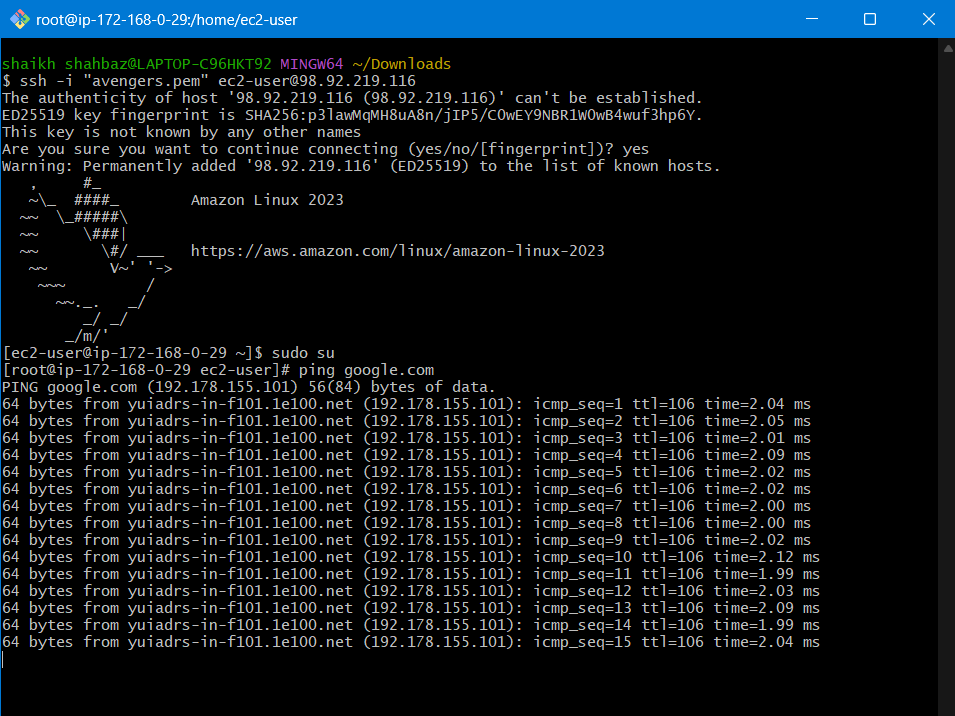 root@ip-172-168-0-29:/home/ec2-user
shaikh shahbaz@LAPTOP-C96HKT92 MINGW64 ~/Downloads
$ ssh -i "avengers.pem" ec2-user@98.92.219.116
The authenticity of host '98.92.219.116 (98.92.219.116)' can't be established.
ED25519 key fingerprint is SHA256:p3lawMqMH8uA8n/jIP5/COwEY9NBR1WOwB4wuf3hp6Y.
This key is not known by any other names
Are you sure you want to continue connecting (yes/no/[fingerprint])? yes
Warning: Permanently added '98.92.219.116' (ED25519) to the list of known hosts.
   ,     #_
   ~\_  ####_        Amazon Linux 2023
  ~~  \_#####\
  ~~     \###|
  ~~       \#/ ___   https://aws.amazon.com/linux/amazon-linux-2023
   ~~       V~' '->
    ~~~         /
      ~~._.   _/
         _/ _/
       _/m/'
[ec2-user@ip-172-168-0-29 ~]$ sudo su
[root@ip-172-168-0-29 ec2-user]# ping google.com
PING google.com (192.178.155.101) 56(84) bytes of data.
64 bytes from yuiadrs-in-f101.1e100.net (192.178.155.101): icmp_seq=1 ttl=106 time=2.04 ms
64 bytes from yuiadrs-in-f101.1e100.net (192.178.155.101): icmp_seq=2 ttl=106 time=2.05 ms
64 bytes from yuiadrs-in-f101.1e100.net (192.178.155.101): icmp_seq=3 ttl=106 time=2.01 ms
64 bytes from yuiadrs-in-f101.1e100.net (192.178.155.101): icmp_seq=4 ttl=106 time=2.09 ms
64 bytes from yuiadrs-in-f101.1e100.net (192.178.155.101): icmp_seq=5 ttl=106 time=2.02 ms
64 bytes from yuiadrs-in-f101.1e100.net (192.178.155.101): icmp_seq=6 ttl=106 time=2.02 ms
64 bytes from yuiadrs-in-f101.1e100.net (192.178.155.101): icmp_seq=7 ttl=106 time=2.00 ms
64 bytes from yuiadrs-in-f101.1e100.net (192.178.155.101): icmp_seq=8 ttl=106 time=2.00 ms
64 bytes from yuiadrs-in-f101.1e100.net (192.178.155.101): icmp_seq=9 ttl=106 time=2.02 ms
64 bytes from yuiadrs-in-f101.1e100.net (192.178.155.101): icmp_seq=10 ttl=106 time=2.12 ms
64 bytes from yuiadrs-in-f101.1e100.net (192.178.155.101): icmp_seq=11 ttl=106 time=1.99 ms
64 bytes from yuiadrs-in-f101.1e100.net (192.178.155.101): icmp_seq=12 ttl=106 time=2.03 ms
64 bytes from yuiadrs-in-f101.1e100.net (192.178.155.101): icmp_seq=13 ttl=106 time=2.09 ms
64 bytes from yuiadrs-in-f101.1e100.net (192.178.155.101): icmp_seq=14 ttl=106 time=1.99 ms
64 bytes from yuiadrs-in-f101.1e100.net (192.178.155.101): icmp_seq=15 ttl=106 time=2.04 ms